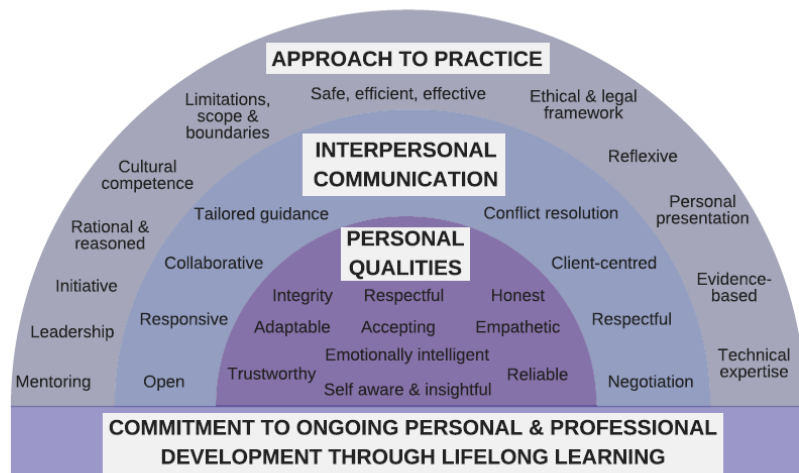 APPROACH TO PRACTICE
Safe, efficient, effective
Limitations,
scope &
boundaries
Ethical & legal
framework
Cultural
competence
Reflexive
Rational &
reasoned
Personal
presentation
Initiative
Evidence-
based
Leadership
Technical
expertise
Mentoring
INTERPERSONAL
COMMUNICATION
Tailored guidance
Conflict resolution
Collaborative
Client-centred
Responsive
Respectful
Open
Negotiation
PERSONAL
QUALITIES
Integrity
Respectful
Honest
Adaptable
Accepting
Empathetic
Emotionally intelligent
Trustworthy
Reliable
Self aware & insightful
COMMITMENT TO ONGOING PERSONAL & PROFESSIONAL
DEVELOPMENT THROUGH LIFELONG LEARNING